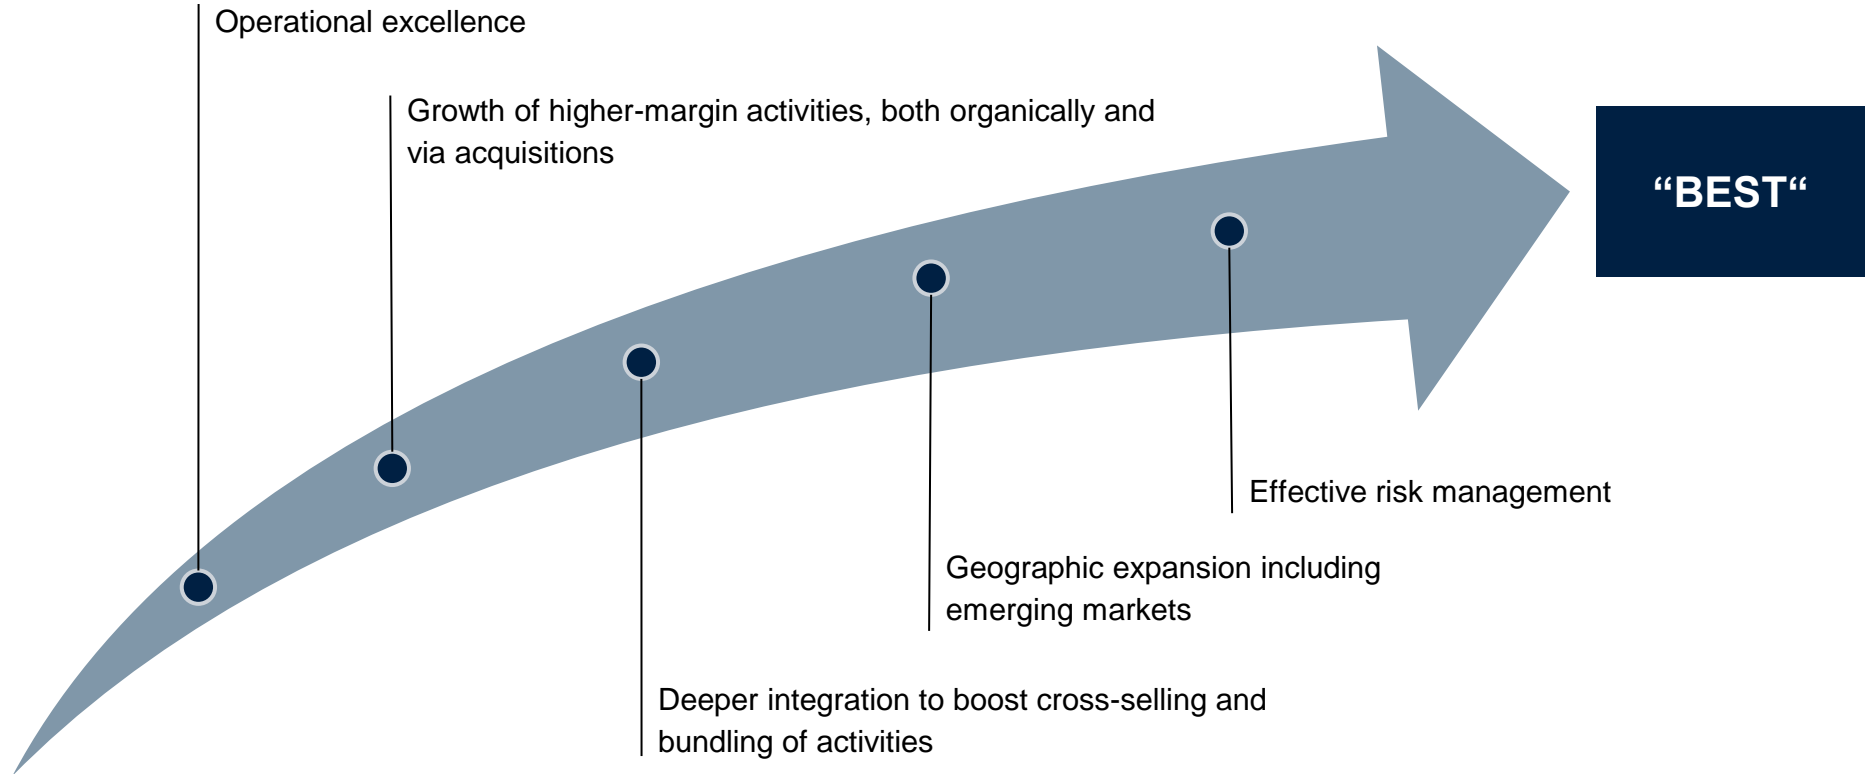 Operational excellence
Growth of higher-margin activities, both organically and
via acquisitions
“BEST“
Effective risk management
Geographic expansion including
emerging markets
Deeper integration to boost cross-selling and
bundling of activities